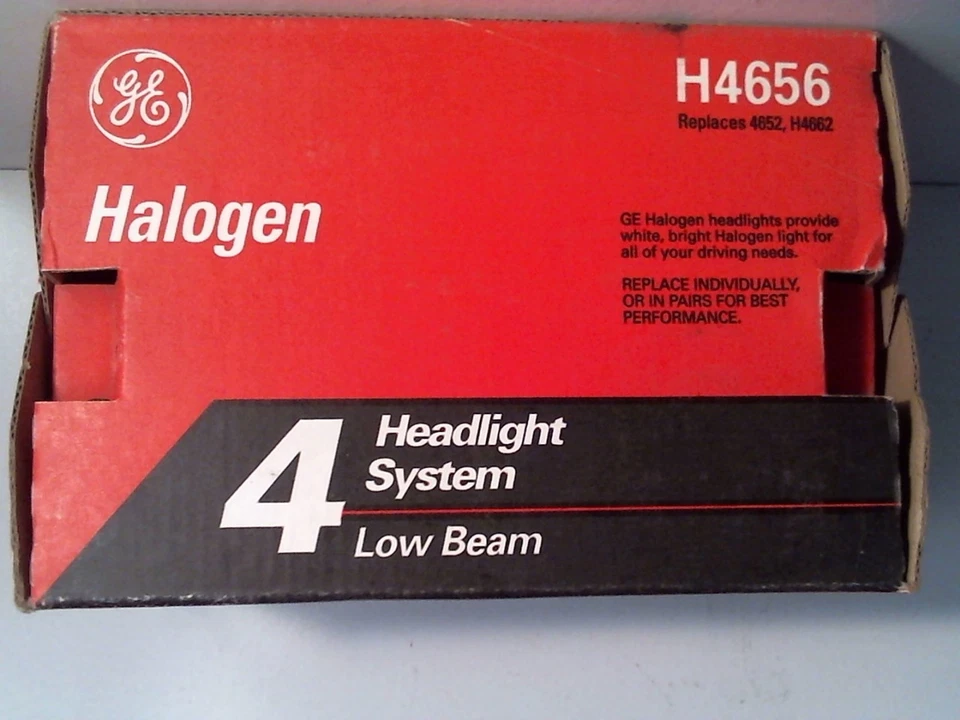 GE
H4656
Replaces 4652, H4662
Halogen
GE Halogen headlights provide
white, bright Halogen light for
all of your driving needs.
REPLACE INDIVIDUALLY,
OR IN PAIRS FOR BEST
PERFORMANCE.
4
Headlight
System
Low Beam